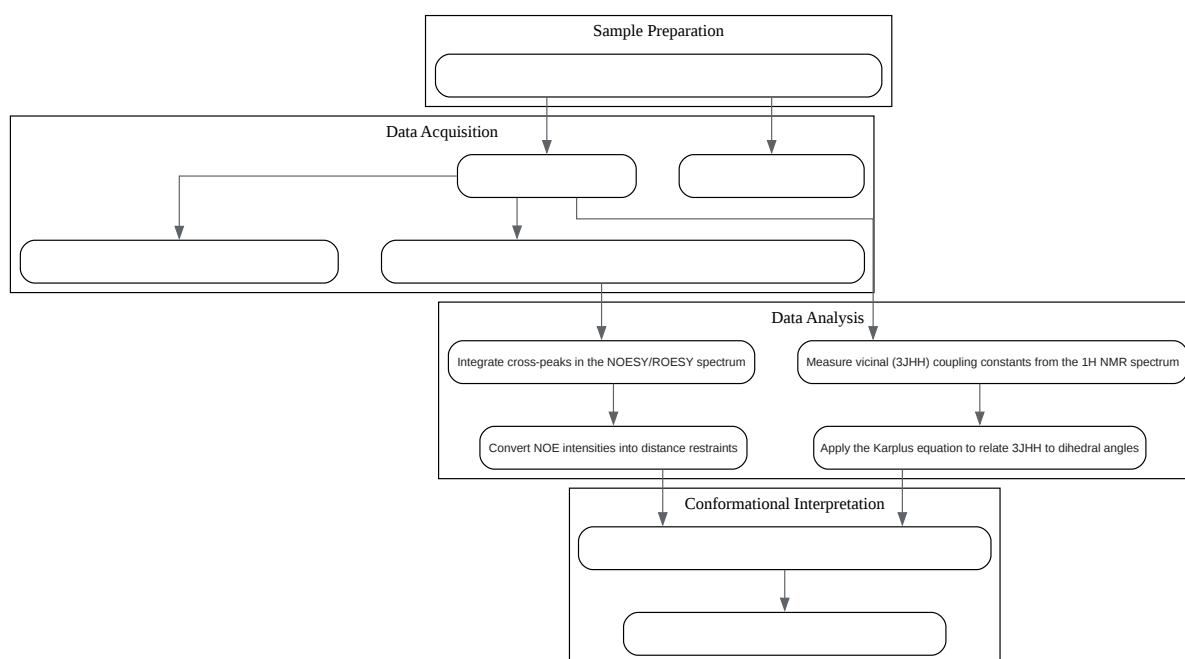 Sample Preparation
Data Acquisition
Data Analysis
Integrate cross-peaks in the NOESY/ROESY spectrum
Measure vicinal (3JHH) coupling constants from the 1H NMR spectrum
Convert NOE intensities into distance restraints
Apply the Karplus equation to relate 3JHH to dihedral angles
Conformational Interpretation